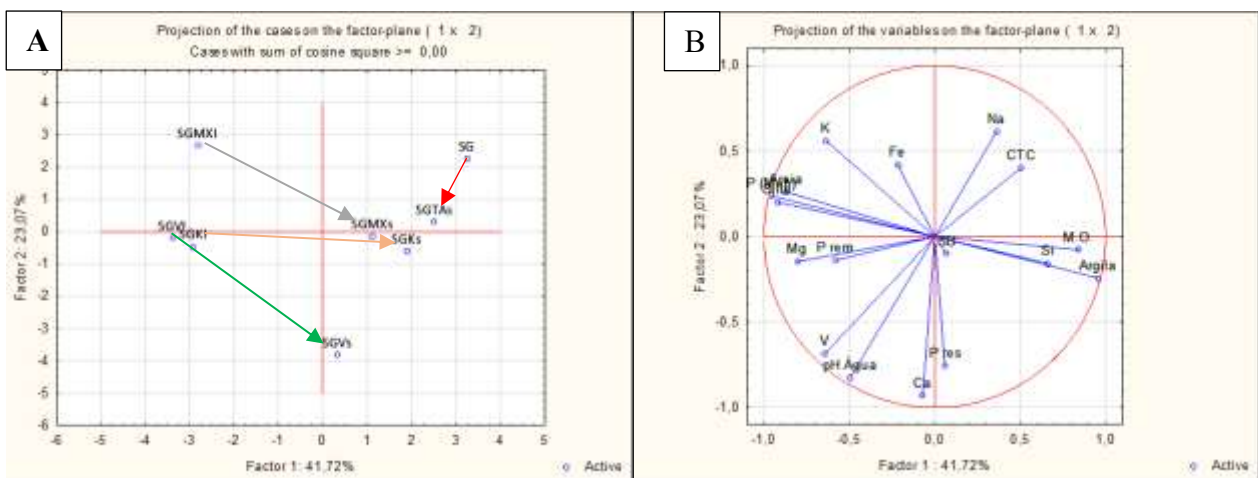 A
Projection of the cases on the factor-plane ( 1 x 2)
Cases with sum of cosine square >= 0,00
5
4
3
2
1
0
-1
-2
-3
-4
-5
-6
Factor 2: 23,07%
SGMXI
SG
SGTAs
SGMXs
SGKs
SGVI
SGKI
SGVs
-6 -5 -4 -3 -2 -1 0 1 2 3 4 5
Factor 1: 41,72%
Active
B
Projection of the variables on the factor-plane ( 1 x 2)
1,0
0,5
0,0
-0,5
-1,0
Factor 2 : 23,07%
K
Na
Fe
CTC
P
Mg
P rem
SB
M.O
Si
Argila
V
pH Água
P res
Ca
-1,0 -0,5 0,0 0,5 1,0
Factor 1 : 41,72%
Active